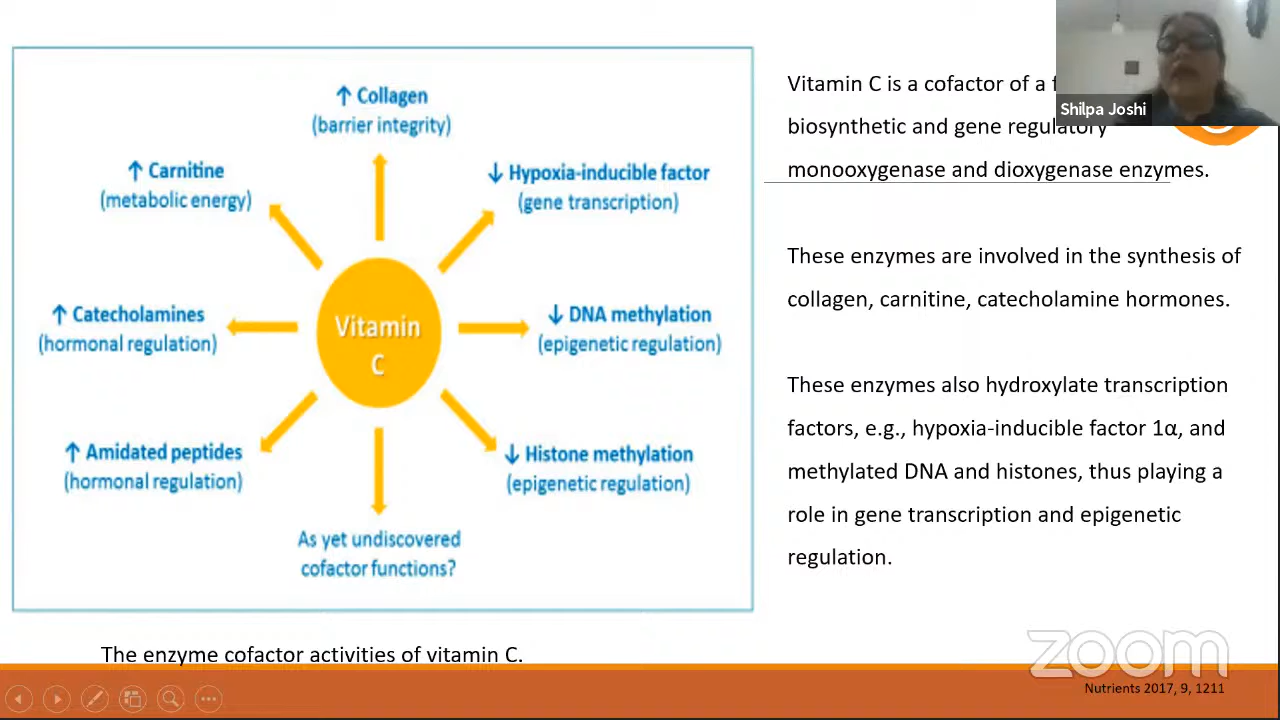 ↑ Collagen
(barrier integrity)
↑ Carnitine
(metabolic energy)
↓ Hypoxia-inducible factor
(gene transcription)
↑ Catecholamines
(hormonal regulation)
Vitamin
C
↓ DNA methylation
(epigenetic regulation)
↑ Amidated peptides
(hormonal regulation)
↓ Histone methylation
(epigenetic regulation)
As yet undiscovered
cofactor functions?
The enzyme cofactor activities of vitamin C.
Vitamin C is a cofactor of a
biosynthetic and gene regulatory
monooxygenase and dioxygenase enzymes.
These enzymes are involved in the synthesis of
collagen, carnitine, catecholamine hormones.
These enzymes also hydroxylate transcription
factors, e.g., hypoxia-inducible factor 1α, and
methylated DNA and histones, thus playing a
role in gene transcription and epigenetic
regulation.
Shilpa Joshi
zoom
Nutrients 2017, 9, 1211